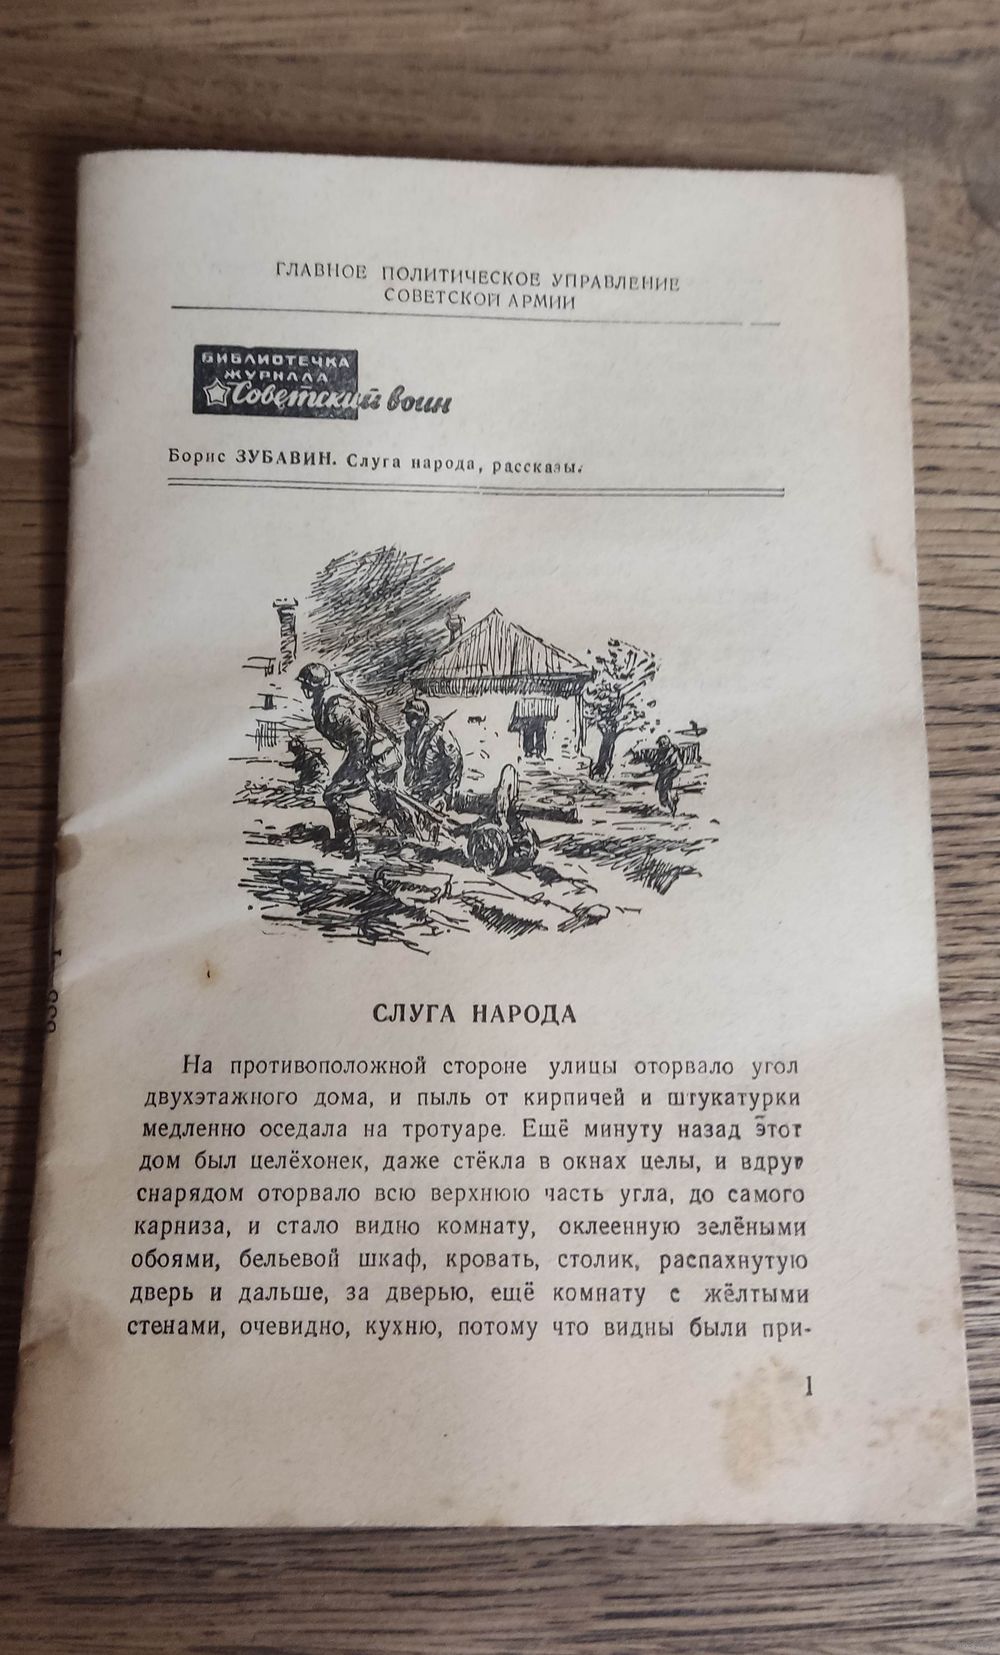 ГЛАВНОЕ ПОЛИТИЧЕСКОЕ УПРАВЛЕНИЕ
СОВЕТСКОЙ АРМИИ
БИБЛИОТЕЧКА
ЖУРНАЛА
Советский воин
Борис ЗУБАВИН. Слуга народа, рассказы.
СЛУГА НАРОДА
На противоположной стороне улицы оторвало угол
двухэтажного дома, и пыль от кирпичей и штукатурки
медленно оседала на тротуаре. Ещё минуту назад этот
дом был целёхонек, даже стёкла в окнах целы, и вдруг
снарядом оторвало всю верхнюю часть угла, до самого
карниза, и стало видно комнату, оклеенную зелёными
обоями, бельевой шкаф, кровать, столик, распахнутую
дверь и дальше, за дверью, ещё комнату с жёлтыми
стенами, очевидно, кухню, потому что видны были при-
1